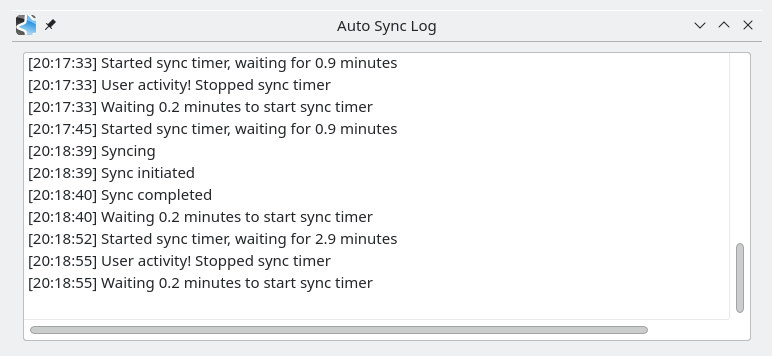 Auto Sync Log
[20:17:33] Started sync timer, waiting for 0.9 minutes
[20:17:33] User activity! Stopped sync timer
[20:17:33] Waiting 0.2 minutes to start sync timer
[20:17:45] Started sync timer, waiting for 0.9 minutes
[20:18:39] Syncing
[20:18:39] Sync initiated
[20:18:40] Sync completed
[20:18:40] Waiting 0.2 minutes to start sync timer
[20:18:52] Started sync timer, waiting for 2.9 minutes
[20:18:55] User activity! Stopped sync timer
[20:18:55] Waiting 0.2 minutes to start sync timer